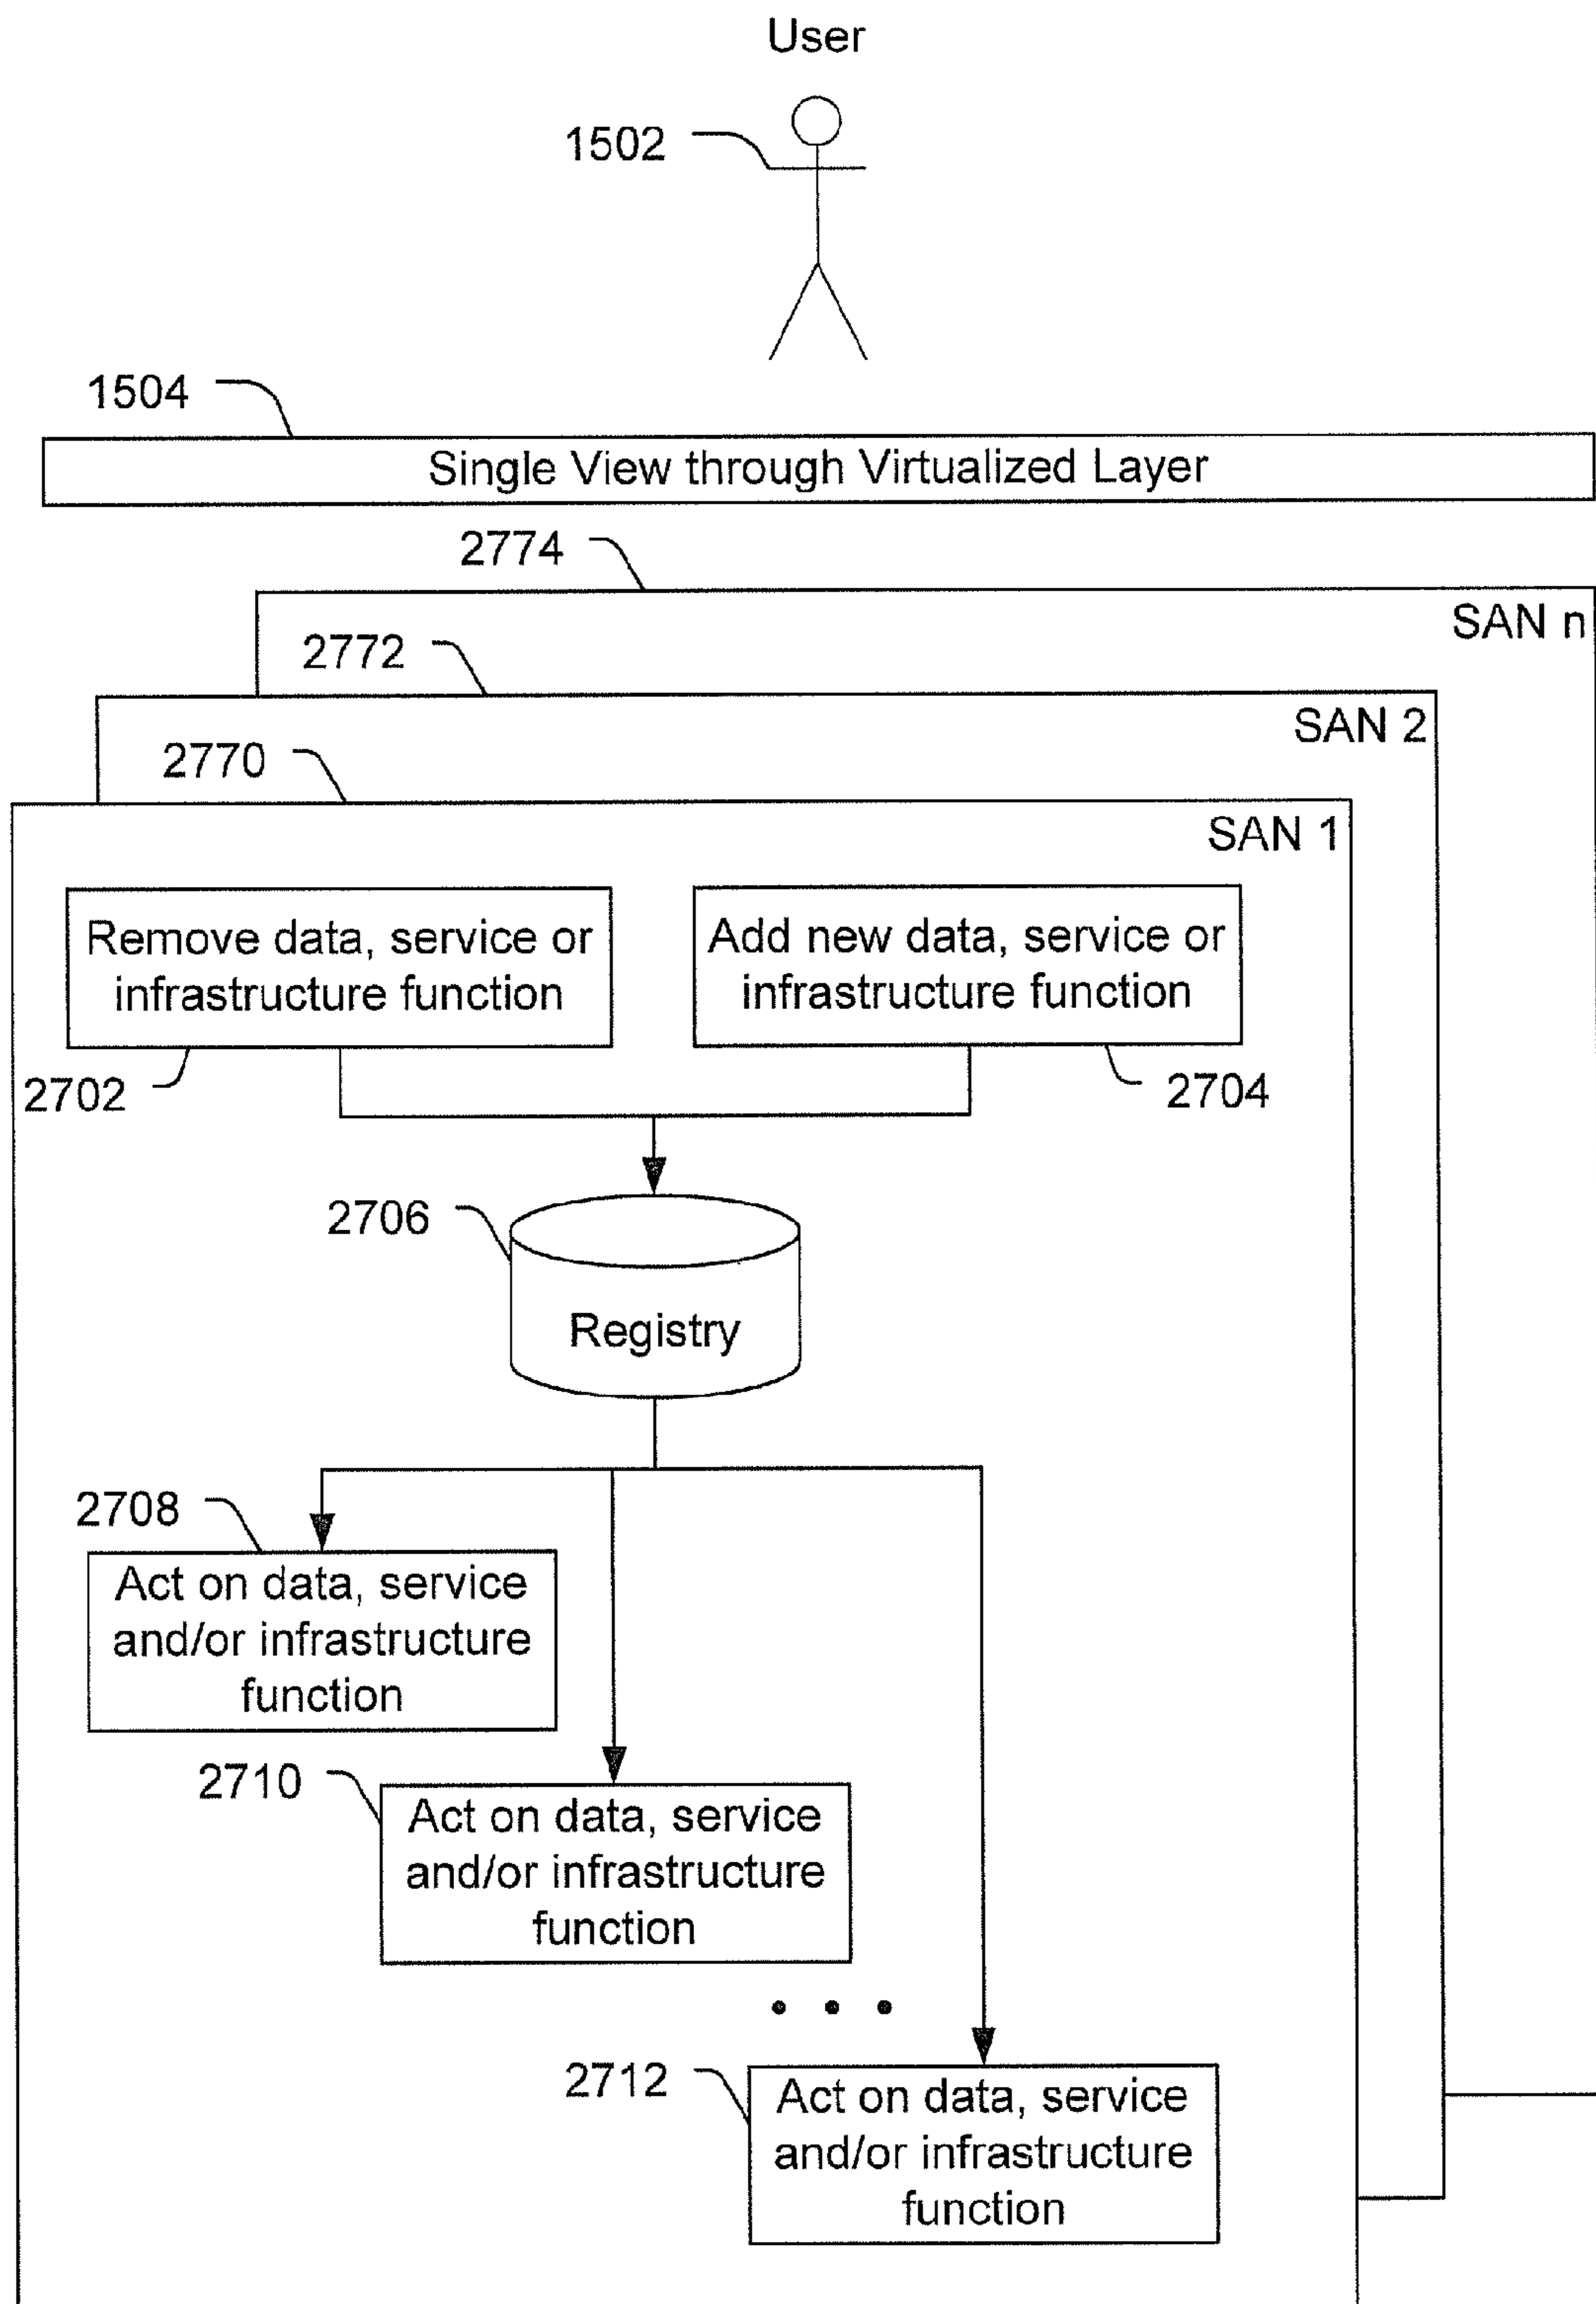 User
1502
1504
Single View through Virtualized Layer
2774
SAN n
2772
SAN 2
2770
SAN 1
Remove data, service or
infrastructure function
Add new data, service or
infrastructure function
2702
2704
2706
Registry
2708
Act on data, service
and/or infrastructure
function
2710
Act on data, service
and/or infrastructure
function
• • •
2712
Act on data, service
and/or infrastructure
function